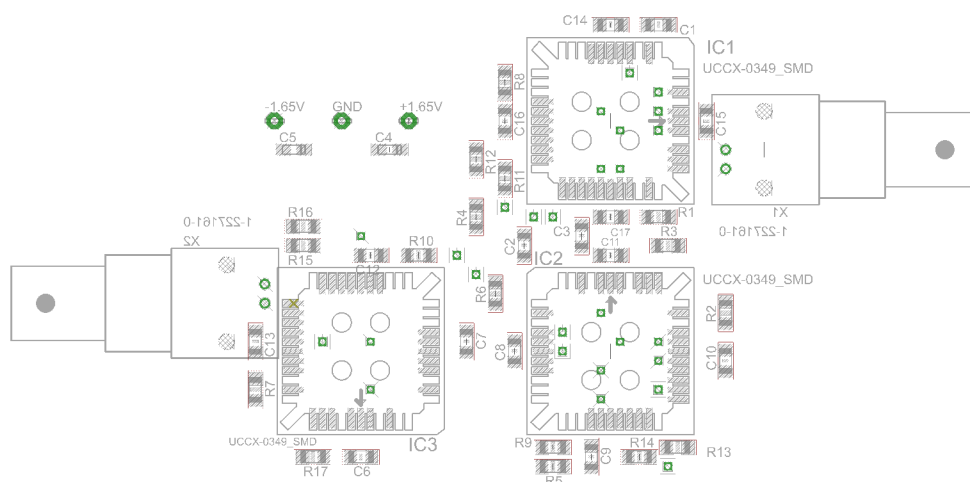 C14
C1
IC1
UCCX-0349_SMD
R8
C16
C15
-1.65V
GND
+1.65V
C5
C4
R12
R11
R4
X1
1-227161-0
R1
C17
R3
C3
C2
C11
1-227161-0
X2
R16
R15
C12
R10
R6
IC2
UCCX-0349_SMD
R2
C10
C13
R7
C7
C8
UCCX-0349_SMD
IC3
R17
C6
R9
R5
C9
R14
R13